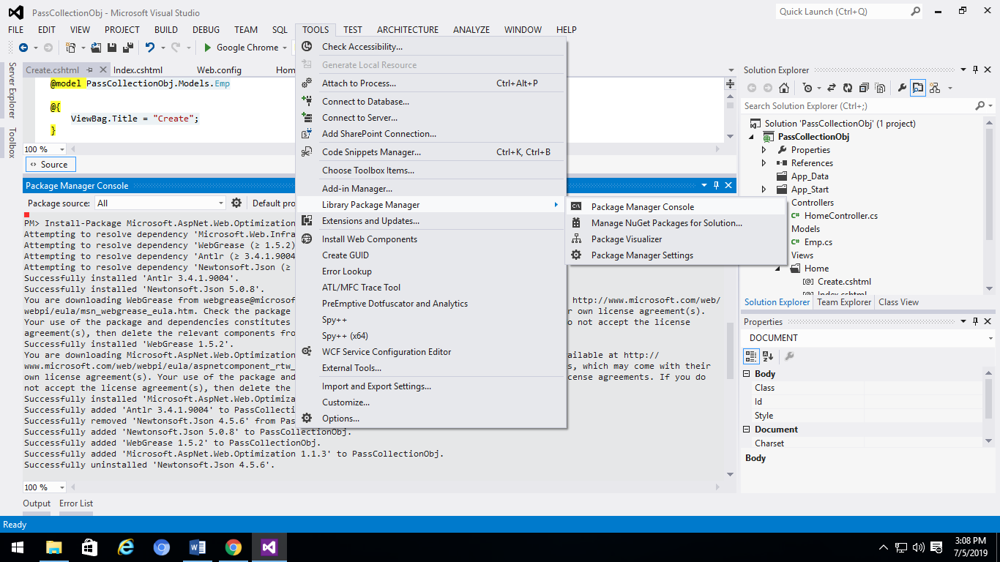 PassCollectionObj - Microsoft Visual Studio
Quick Launch (Ctrl+Q)
FILE EDIT VIEW PROJECT BUILD DEBUG TEAM SQL TOOLS TEST ARCHITECTURE ANALYZE WINDOW HELP
Google Chrome
Server Explorer
Toolbox
Create.cshtml Index.cshtml Web.config Hom
@model PassCollectionObj.Models.Emp
@{
ViewBag.Title = "Create";
}
100 %
Source
Package Manager Console
Package source: All Default pro
PM> Install-Package Microsoft.AspNet.Web.Optimization
Attempting to resolve dependency 'Microsoft.Web.Infra
Attempting to resolve dependency 'WebGrease (≥ 1.5.2)
Attempting to resolve dependency 'Antlr (≥ 3.4.1.9004
Attempting to resolve dependency 'Newtonsoft.Json (≥
Successfully installed 'Antlr 3.4.1.9004'.
Successfully installed 'Newtonsoft.Json 5.0.8'.
You are downloading WebGrease from webgrease@microsof http://www.microsoft.com/web/
webpi/eula/msn_webgrease_eula.htm. Check the package r own license agreement(s).
Your use of the package and dependencies constitutes o not accept the license
agreement(s), then delete the relevant components fro
Successfully installed 'WebGrease 1.5.2'.
You are downloading Microsoft.AspNet.Web.Optimization ailable at http://
www.microsoft.com/web/webpi/eula/aspnetcomponent_rtw_ s, which may come with their
own license agreement(s). Your use of the package and cense agreements. If you do
not accept the license agreement(s), then delete the
Successfully installed 'Microsoft.AspNet.Web.Optimiza
Successfully added 'Antlr 3.4.1.9004' to PassCollecti
Successfully removed 'Newtonsoft.Json 4.5.6' from Pas
Successfully added 'Newtonsoft.Json 5.0.8' to PassCollectionObj.
Successfully added 'WebGrease 1.5.2' to PassCollectionObj.
Successfully added 'Microsoft.AspNet.Web.Optimization 1.1.3' to PassCollectionObj.
Successfully uninstalled 'Newtonsoft.Json 4.5.6'.
100 %
Output Error List
Ready
Check Accessibility...
Generate Local Resource
Attach to Process... Ctrl+Alt+P
Connect to Database...
Connect to Server...
Add SharePoint Connection...
Code Snippets Manager... Ctrl+K, Ctrl+B
Choose Toolbox Items...
Add-in Manager...
Library Package Manager
Extensions and Updates...
Install Web Components
Create GUID
Error Lookup
ATL/MFC Trace Tool
PreEmptive Dotfuscator and Analytics
Spy++
Spy++ (x64)
WCF Service Configuration Editor
External Tools...
Import and Export Settings...
Customize...
Options...
Package Manager Console
Manage NuGet Packages for Solution...
Package Visualizer
Package Manager Settings
Solution Explorer
Search Solution Explorer (Ctrl+;)
Solution 'PassCollectionObj' (1 project)
PassCollectionObj
Properties
References
App_Data
App_Start
Controllers
C# HomeController.cs
Models
C# Emp.cs
Views
Home
Create.cshtml
Index.cshtml
Solution Explorer Team Explorer Class View
Properties
DOCUMENT
Body
Class
Id
Style
Document
Charset
Body
3:08 PM
7/5/2019